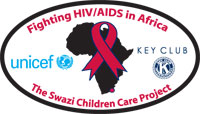 Fighting HIV/AIDS in Africa
unicef
KEY CLUB
The Swazi Children Care Project